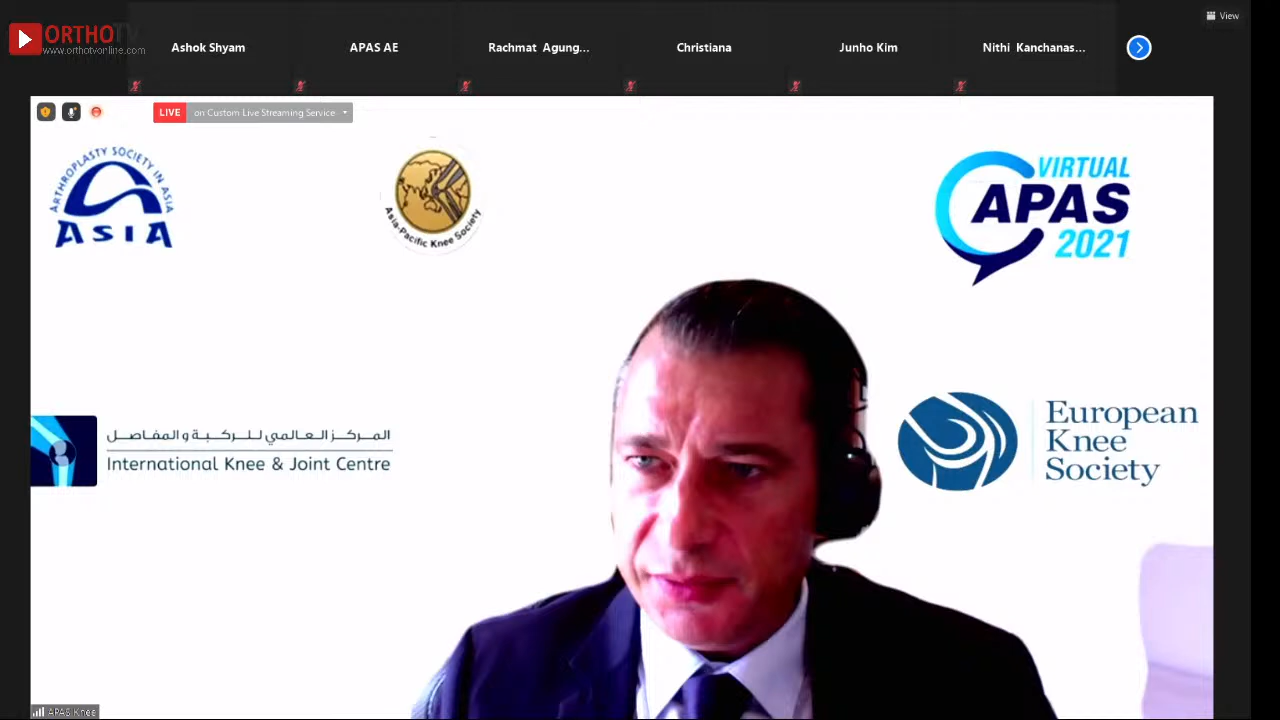 ORTHOTV
www.orthotvonline.com
View
Ashok Shyam
APAS AE
Rachmat Agung...
Christiana
Junho Kim
Nithi Kanchanas...
LIVE on Custom Live Streaming Service
ARTHROPLASTY SOCIETY IN ASIA
ASIA
Asia-Pacific Knee Society
VIRTUAL
APAS
2021
المركز العالمي للركبة و المفاصل
International Knee & Joint Centre
European
Knee
Society
APAS Knee